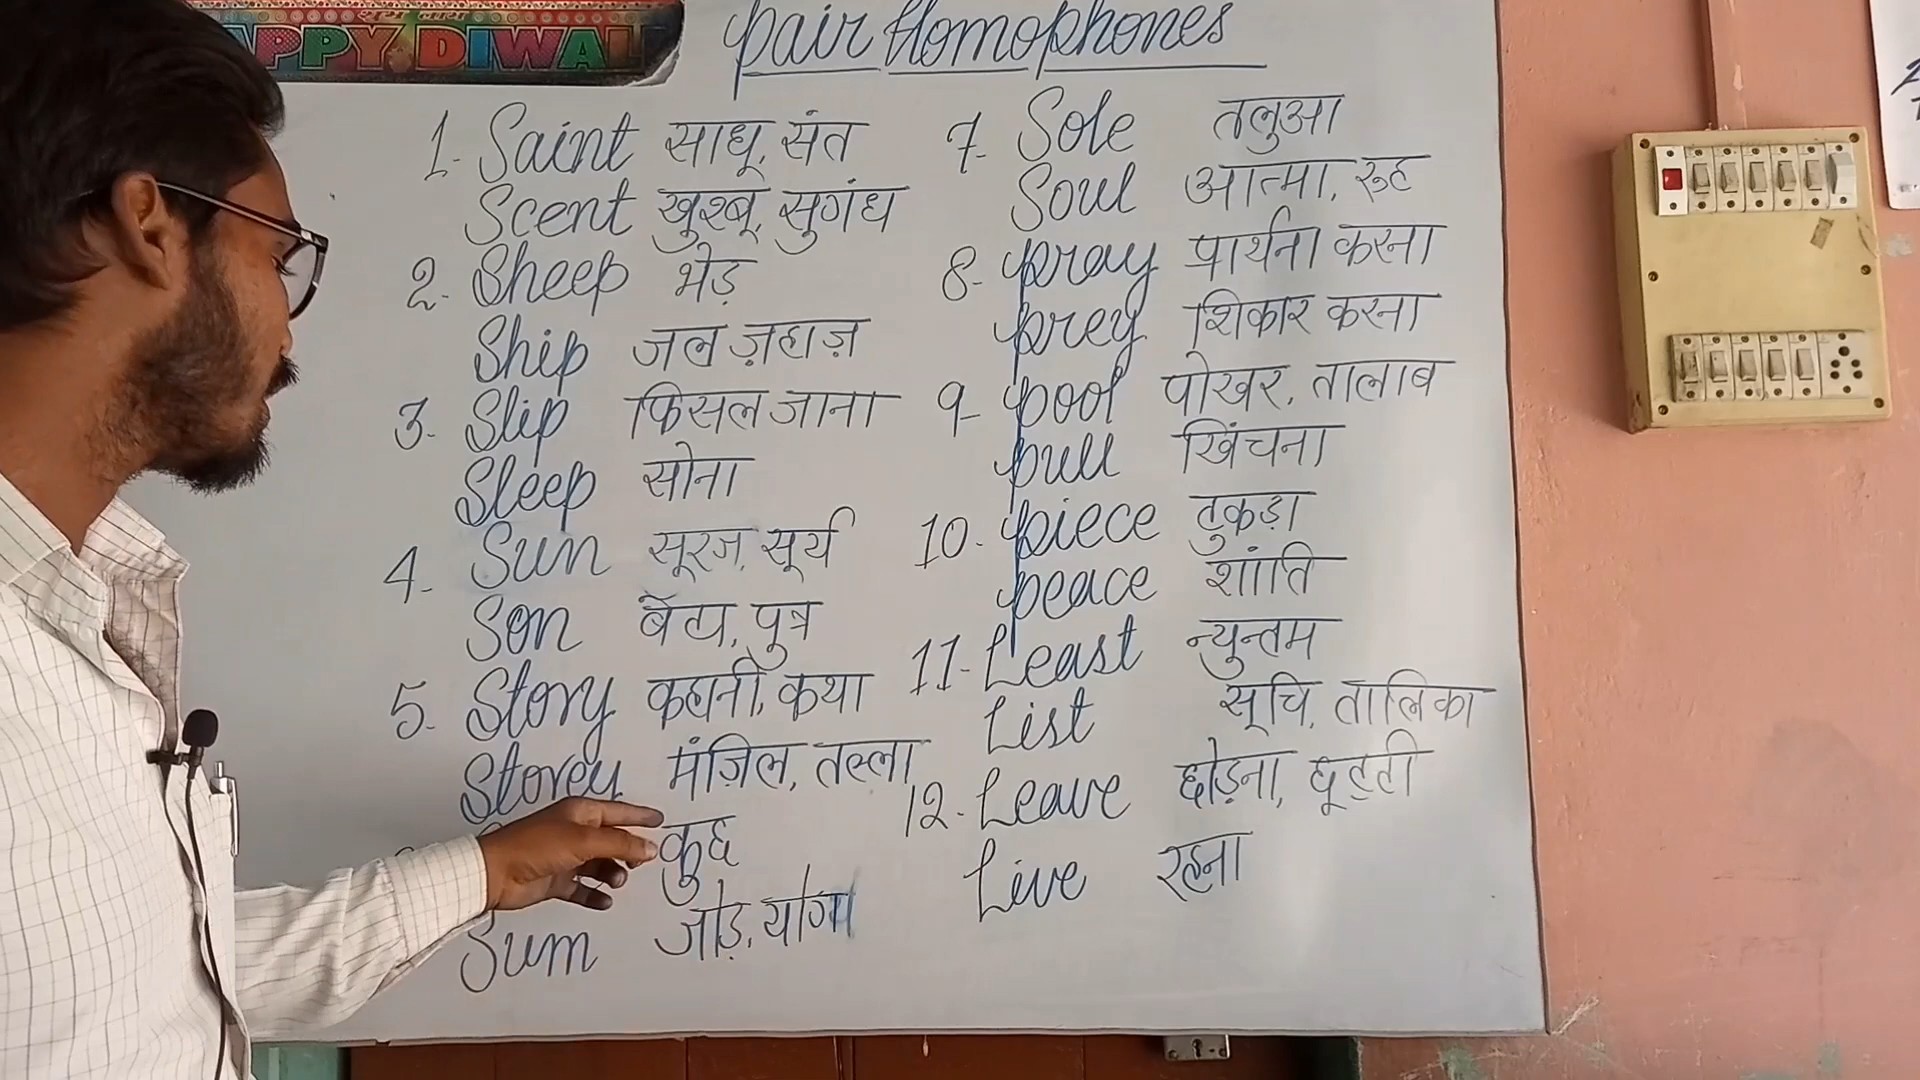 APPY DIWAL
pair Homophones
1. Saint साधू, संत
Scent खुश्बू, सुगंध
2. Sheep भेड़
Ship जल ज़हाज़
3. Slip फिसल जाना
Sleep सोना
4. Sun सूरज, सूर्य
Son बेटा, पुत्र
5. Story कहानी, कथा
Storey मंज़िल, तल्ला
कुछ
Sum जोड़, योग
7. Sole तलुआ
Soul आत्मा, रूह
8. pray प्रार्थना करना
prey शिकार करना
9- pool पोखर, तालाब
pull खिंचना
10. piece टुकड़ा
peace शांति
11- Least न्युन्तम
List सूचि, तालिका
12. Leave छोड़ना, छूट्टी
Live रहना